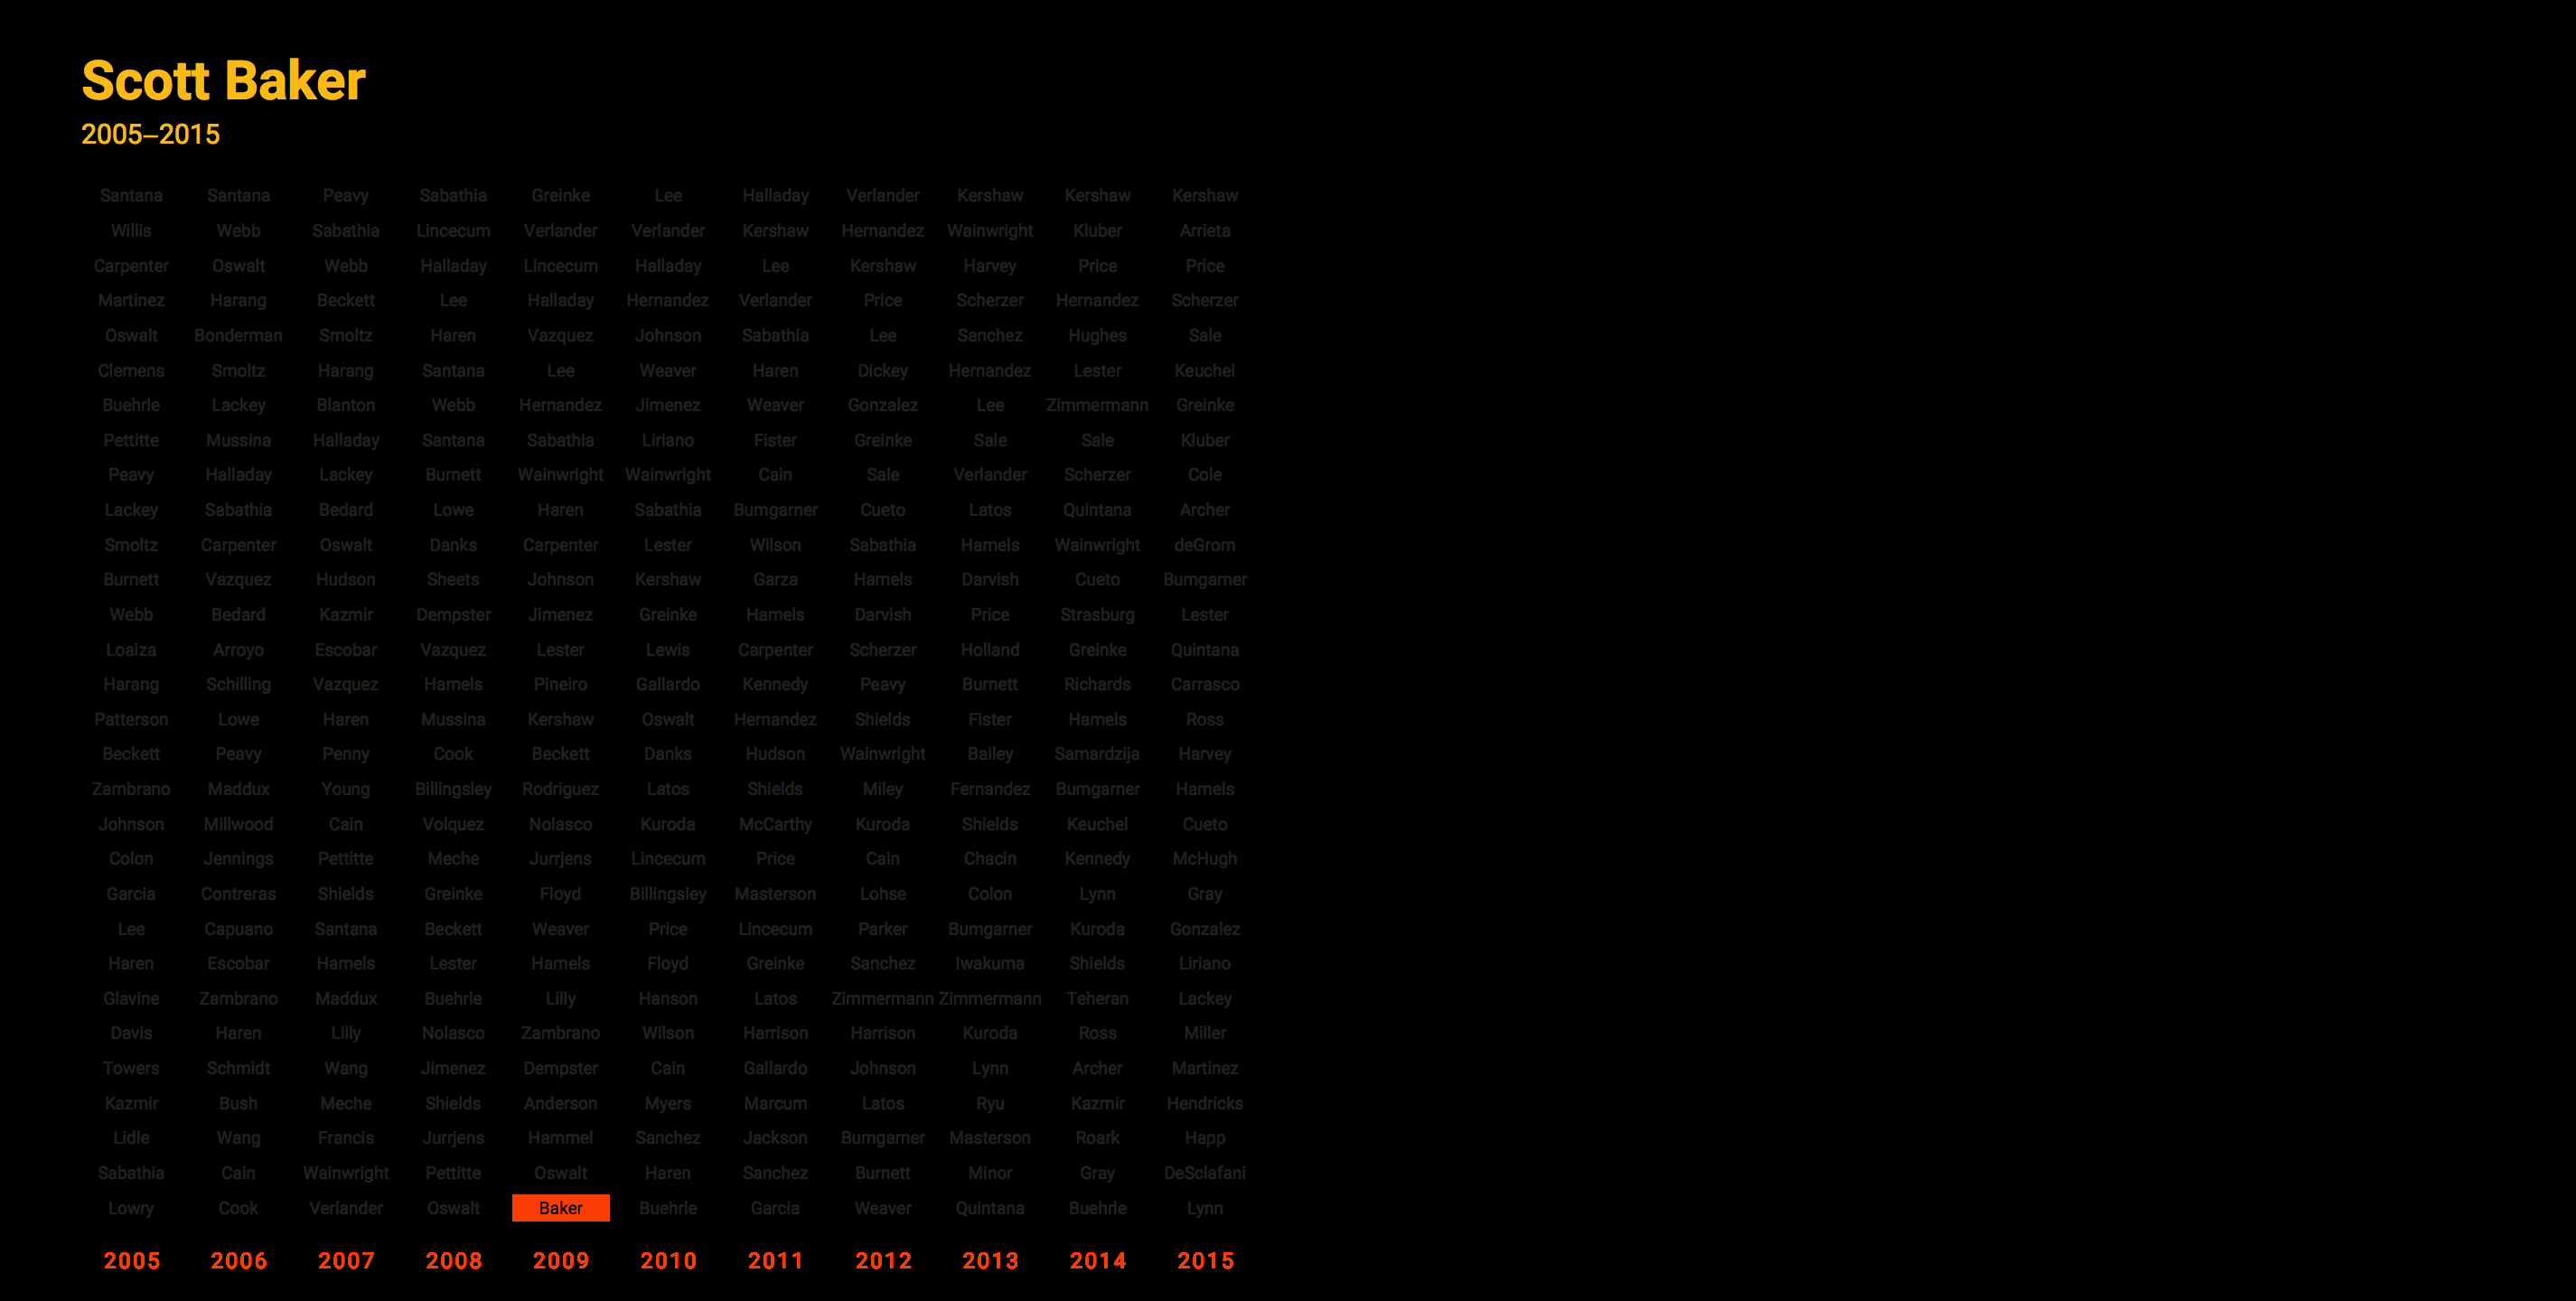 Scott Baker
2005–2015
Santana Santana Peavy Sabathia Greinke Lee Halladay Verlander Kershaw Kershaw Kershaw
Willis Webb Sabathia Lincecum Verlander Verlander Kershaw Hernandez Wainwright Kluber Arrieta
Carpenter Oswalt Webb Halladay Lincecum Halladay Lee Kershaw Harvey Price Price
Martinez Harang Beckett Lee Halladay Hernandez Verlander Price Scherzer Hernandez Scherzer
Oswalt Bonderman Smoltz Haren Vazquez Johnson Sabathia Lee Sanchez Hughes Sale
Clemens Smoltz Harang Santana Lee Weaver Haren Dickey Hernandez Lester Keuchel
Buehrle Lackey Blanton Webb Hernandez Jimenez Weaver Gonzalez Lee Zimmermann Greinke
Pettitte Mussina Halladay Santana Sabathia Liriano Fister Greinke Sale Sale Kluber
Peavy Halladay Lackey Burnett Wainwright Wainwright Cain Sale Verlander Scherzer Cole
Lackey Sabathia Bedard Lowe Haren Sabathia Bumgarner Cueto Latos Quintana Archer
Smoltz Carpenter Oswalt Danks Carpenter Lester Wilson Sabathia Hamels Wainwright deGrom
Burnett Vazquez Hudson Sheets Johnson Kershaw Garza Hamels Darvish Cueto Bumgarner
Webb Bedard Kazmir Dempster Jimenez Greinke Hamels Darvish Price Strasburg Lester
Loaiza Arroyo Escobar Vazquez Lester Lewis Carpenter Scherzer Holland Greinke Quintana
Harang Schilling Vazquez Hamels Pineiro Gallardo Kennedy Peavy Burnett Richards Carrasco
Patterson Lowe Haren Mussina Kershaw Oswalt Hernandez Shields Fister Hamels Ross
Beckett Peavy Penny Cook Beckett Danks Hudson Wainwright Bailey Samardzija Harvey
Zambrano Maddux Young Billingsley Rodriguez Latos Shields Miley Fernandez Bumgarner Hamels
Johnson Millwood Cain Volquez Nolasco Kuroda McCarthy Kuroda Shields Keuchel Cueto
Colon Jennings Pettitte Meche Jurrjens Lincecum Price Cain Chacin Kennedy McHugh
Garcia Contreras Shields Greinke Floyd Billingsley Masterson Lohse Colon Lynn Gray
Lee Capuano Santana Beckett Weaver Price Lincecum Parker Bumgarner Kuroda Gonzalez
Haren Escobar Hamels Lester Hamels Floyd Greinke Sanchez Iwakuma Shields Liriano
Glavine Zambrano Maddux Buehrle Lilly Hanson Latos Zimmermann Zimmermann Teheran Lackey
Davis Haren Lilly Nolasco Zambrano Wilson Harrison Harrison Kuroda Ross Miller
Towers Schmidt Wang Jimenez Dempster Cain Gallardo Johnson Lynn Archer Martinez
Kazmir Bush Meche Shields Anderson Myers Marcum Latos Ryu Kazmir Hendricks
Lidle Wang Francis Jurrjens Hammel Sanchez Jackson Bumgarner Masterson Roark Happ
Sabathia Cain Wainwright Pettitte Oswalt Haren Sanchez Burnett Minor Gray DeSclafani
Lowry Cook Verlander Oswalt Baker Buehrle Garcia Weaver Quintana Buehrle Lynn
2005 2006 2007 2008 2009 2010 2011 2012 2013 2014 2015